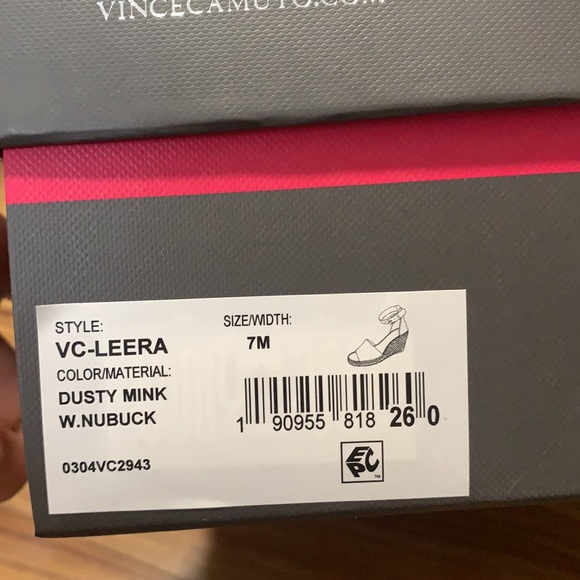 VINCECAMUTO.COM
STYLE:
VC-LEERA
SIZE/WIDTH:
7M
COLOR/MATERIAL:
DUSTY MINK
W.NUBUCK
1 90955 818 26 0
0304VC2943
EPC
TM